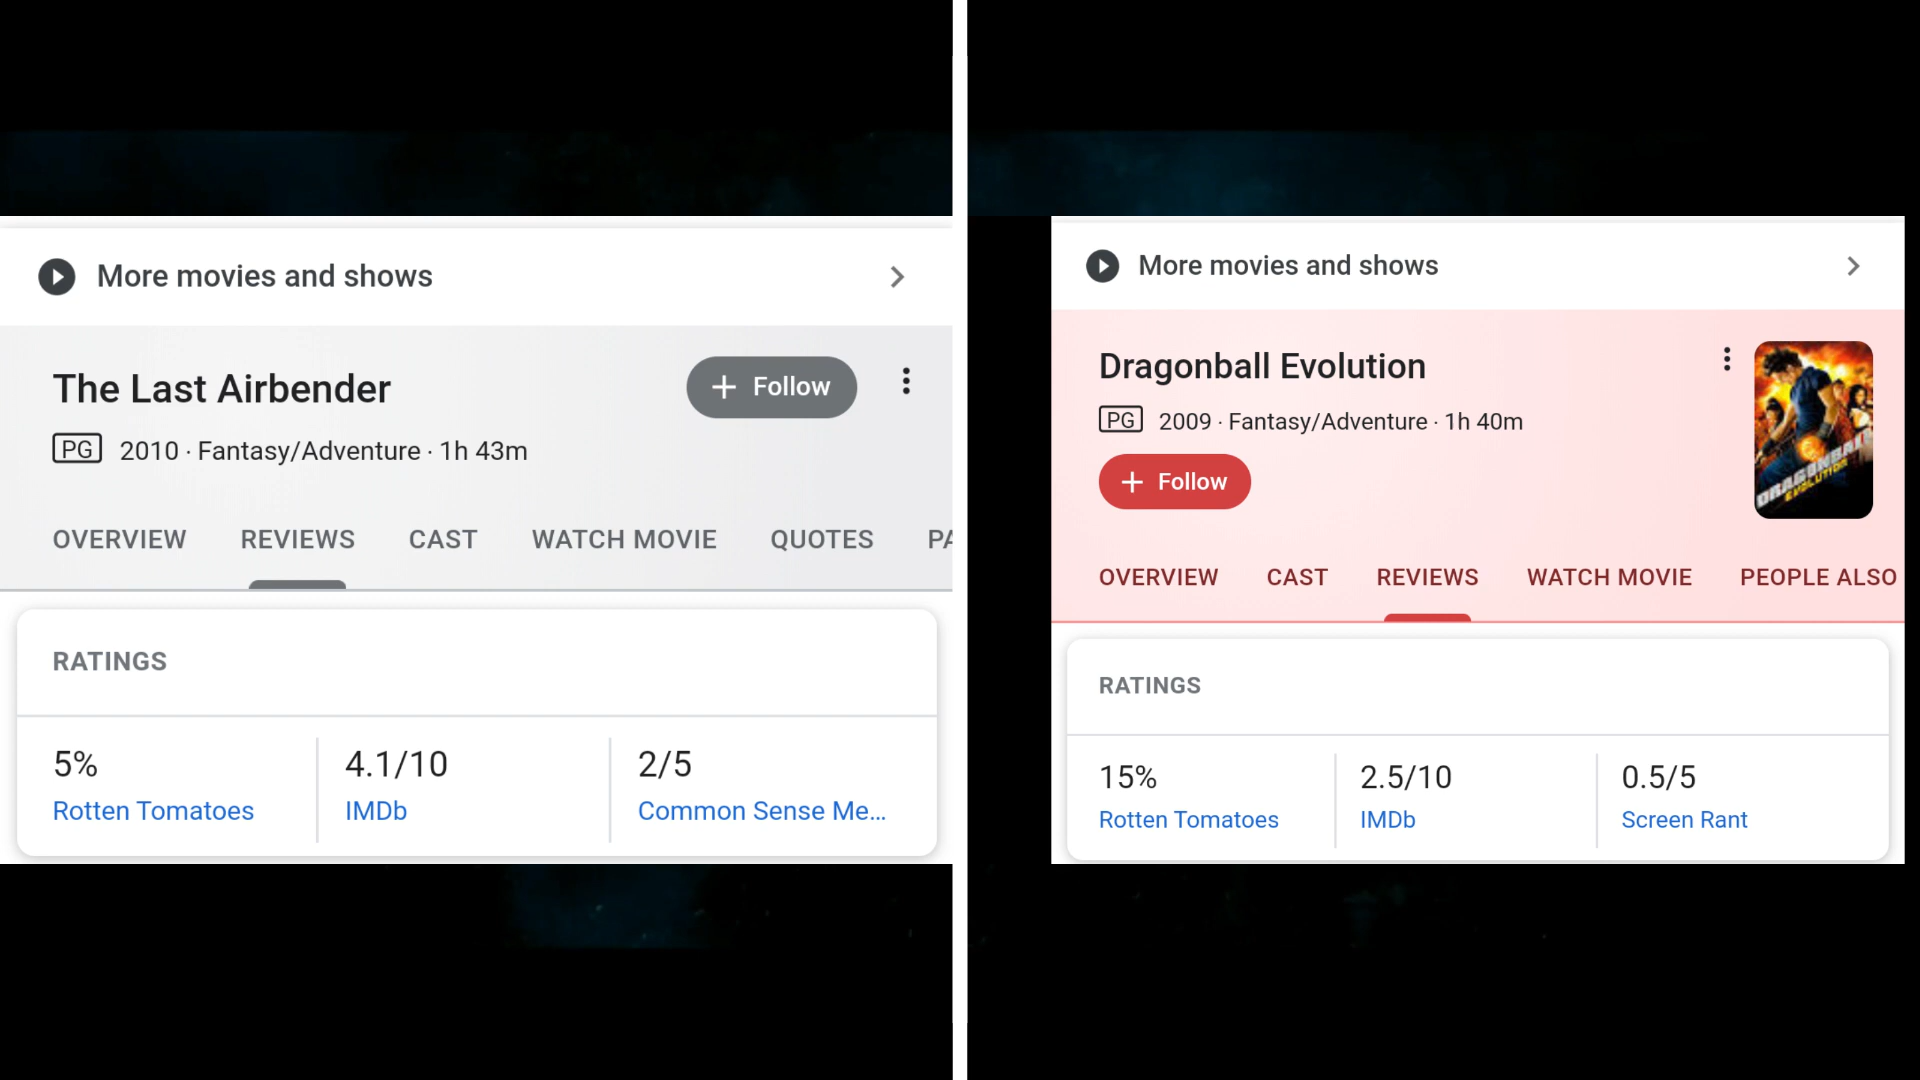 More movies and shows
The Last Airbender
+ Follow
PG 2010 · Fantasy/Adventure · 1h 43m
OVERVIEW REVIEWS CAST WATCH MOVIE QUOTES PA
RATINGS
5% 4.1/10 2/5
Rotten Tomatoes IMDb Common Sense Me...
More movies and shows
Dragonball Evolution
PG 2009 · Fantasy/Adventure · 1h 40m
+ Follow
DRAGONBALL
EVOLUTION
OVERVIEW CAST REVIEWS WATCH MOVIE PEOPLE ALSO
RATINGS
15% 2.5/10 0.5/5
Rotten Tomatoes IMDb Screen Rant